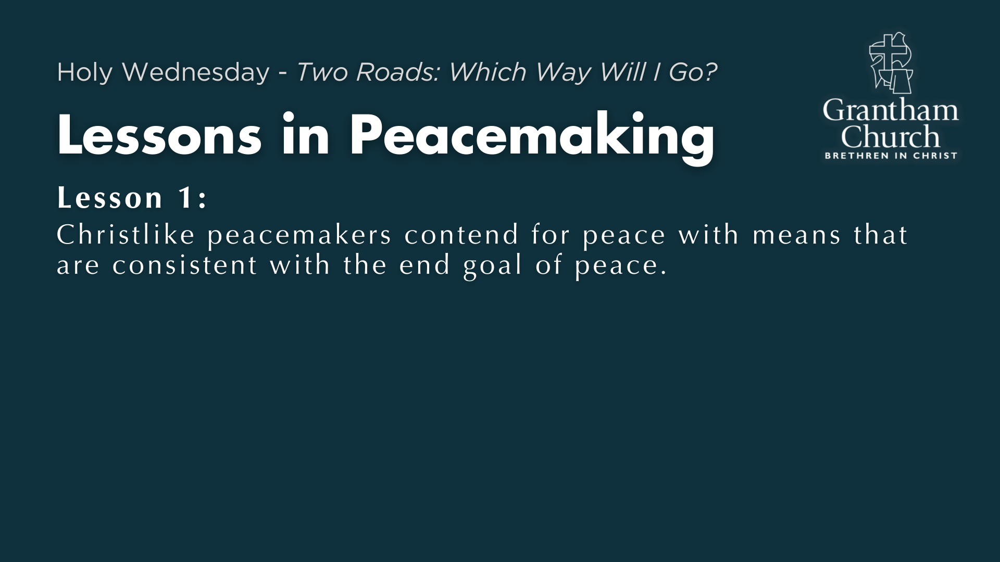 Holy Wednesday - Two Roads: Which Way Will I Go?
Lessons in Peacemaking
Grantham
Church
BRETHREN IN CHRIST
Lesson 1:
Christlike peacemakers contend for peace with means that
are consistent with the end goal of peace.